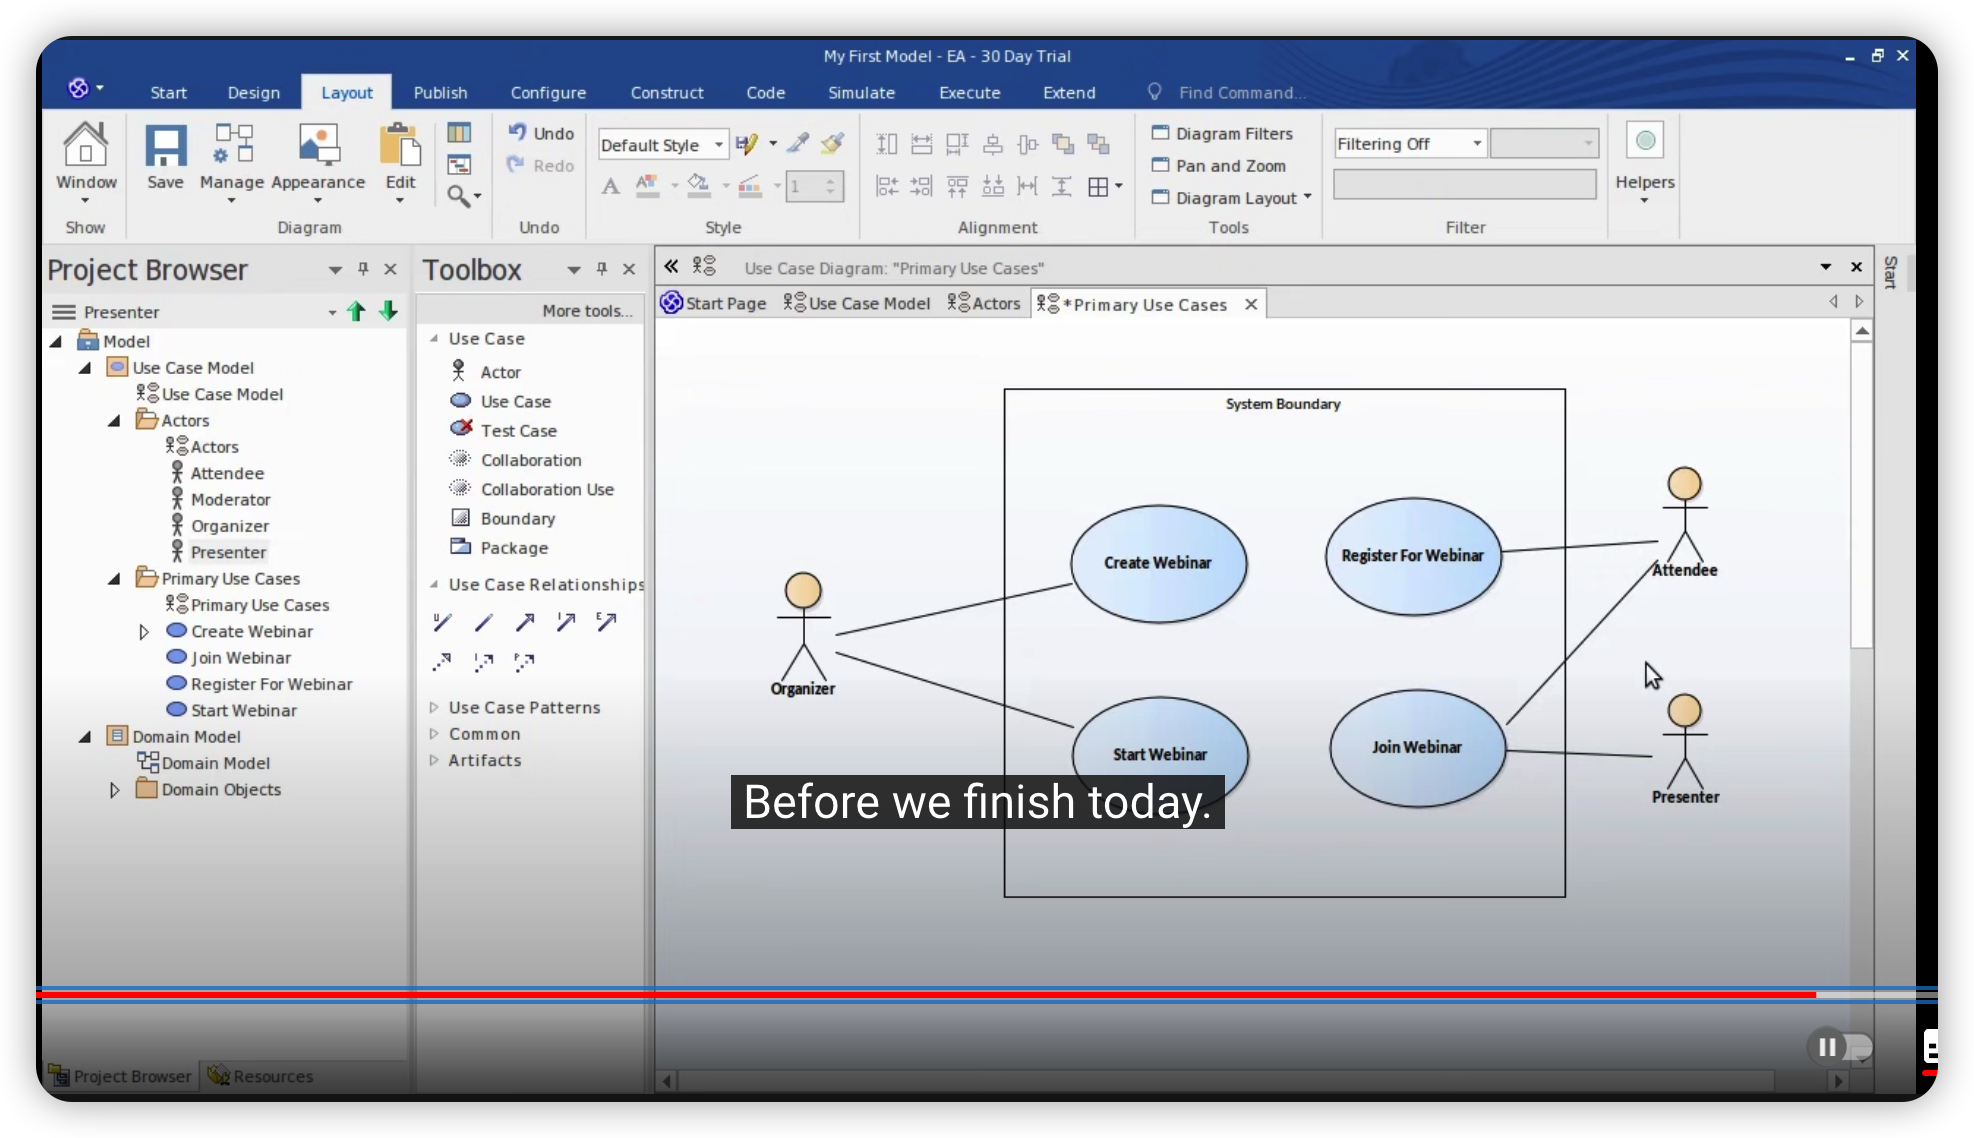 My First Model - EA - 30 Day Trial
Start Design Layout Publish Configure Construct Code Simulate Execute Extend Find Command...
Window
Show
Save Manage Appearance Edit
Diagram
Undo
Redo
Undo
Default Style
A
1
Style
Alignment
Diagram Filters
Pan and Zoom
Diagram Layout
Tools
Filtering Off
Filter
Helpers
Project Browser
Presenter
Model
Use Case Model
Use Case Model
Actors
Actors
Attendee
Moderator
Organizer
Presenter
Primary Use Cases
Primary Use Cases
Create Webinar
Join Webinar
Register For Webinar
Start Webinar
Domain Model
Domain Model
Domain Objects
Project Browser Resources
Toolbox
More tools...
Use Case
Actor
Use Case
Test Case
Collaboration
Collaboration Use
Boundary
Package
Use Case Relationships
Use Case Patterns
Common
Artifacts
Use Case Diagram: "Primary Use Cases"
Start Page Use Case Model Actors *Primary Use Cases
Start
System Boundary
Create Webinar
Register For Webinar
Attendee
Organizer
Start Webinar
Join Webinar
Presenter
Before we finish today.